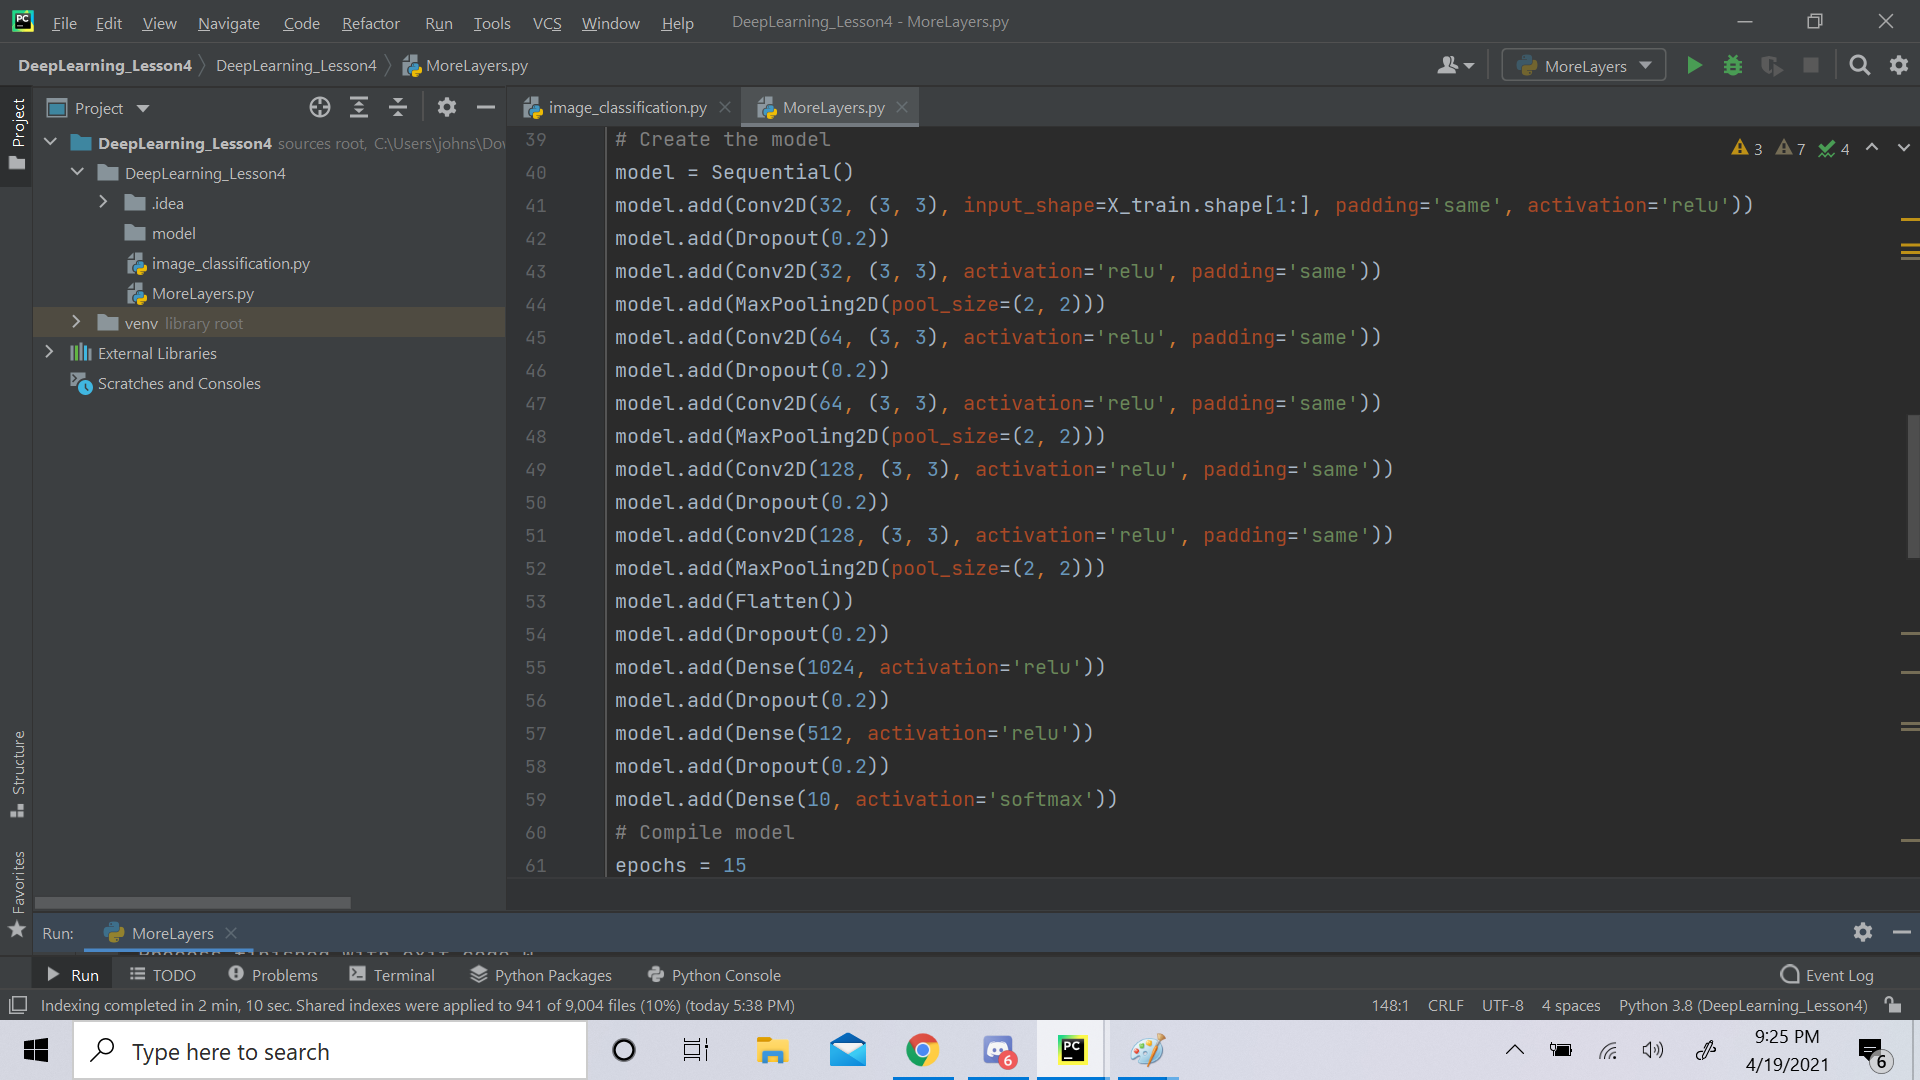 PC File Edit View Navigate Code Refactor Run Tools VCS Window Help DeepLearning_Lesson4 - MoreLayers.py
DeepLearning_Lesson4 DeepLearning_Lesson4 MoreLayers.py MoreLayers
Project
Project
image_classification.py MoreLayers.py
DeepLearning_Lesson4 sources root, C:\Users\johns\Dov
DeepLearning_Lesson4
.idea
model
image_classification.py
MoreLayers.py
venv library root
External Libraries
Scratches and Consoles
3 7 4
39 # Create the model
40 model = Sequential()
41 model.add(Conv2D(32, (3, 3), input_shape=X_train.shape[1:], padding='same', activation='relu'))
42 model.add(Dropout(0.2))
43 model.add(Conv2D(32, (3, 3), activation='relu', padding='same'))
44 model.add(MaxPooling2D(pool_size=(2, 2)))
45 model.add(Conv2D(64, (3, 3), activation='relu', padding='same'))
46 model.add(Dropout(0.2))
47 model.add(Conv2D(64, (3, 3), activation='relu', padding='same'))
48 model.add(MaxPooling2D(pool_size=(2, 2)))
49 model.add(Conv2D(128, (3, 3), activation='relu', padding='same'))
50 model.add(Dropout(0.2))
51 model.add(Conv2D(128, (3, 3), activation='relu', padding='same'))
52 model.add(MaxPooling2D(pool_size=(2, 2)))
53 model.add(Flatten())
54 model.add(Dropout(0.2))
55 model.add(Dense(1024, activation='relu'))
56 model.add(Dropout(0.2))
57 model.add(Dense(512, activation='relu'))
58 model.add(Dropout(0.2))
59 model.add(Dense(10, activation='softmax'))
60 # Compile model
61 epochs = 15
Structure
Favorites
Run: MoreLayers
Run TODO Problems Terminal Python Packages Python Console Event Log
Indexing completed in 2 min, 10 sec. Shared indexes were applied to 941 of 9,004 files (10%) (today 5:38 PM) 148:1 CRLF UTF-8 4 spaces Python 3.8 (DeepLearning_Lesson4)
Type here to search 6 PC 9:25 PM
4/19/2021 6